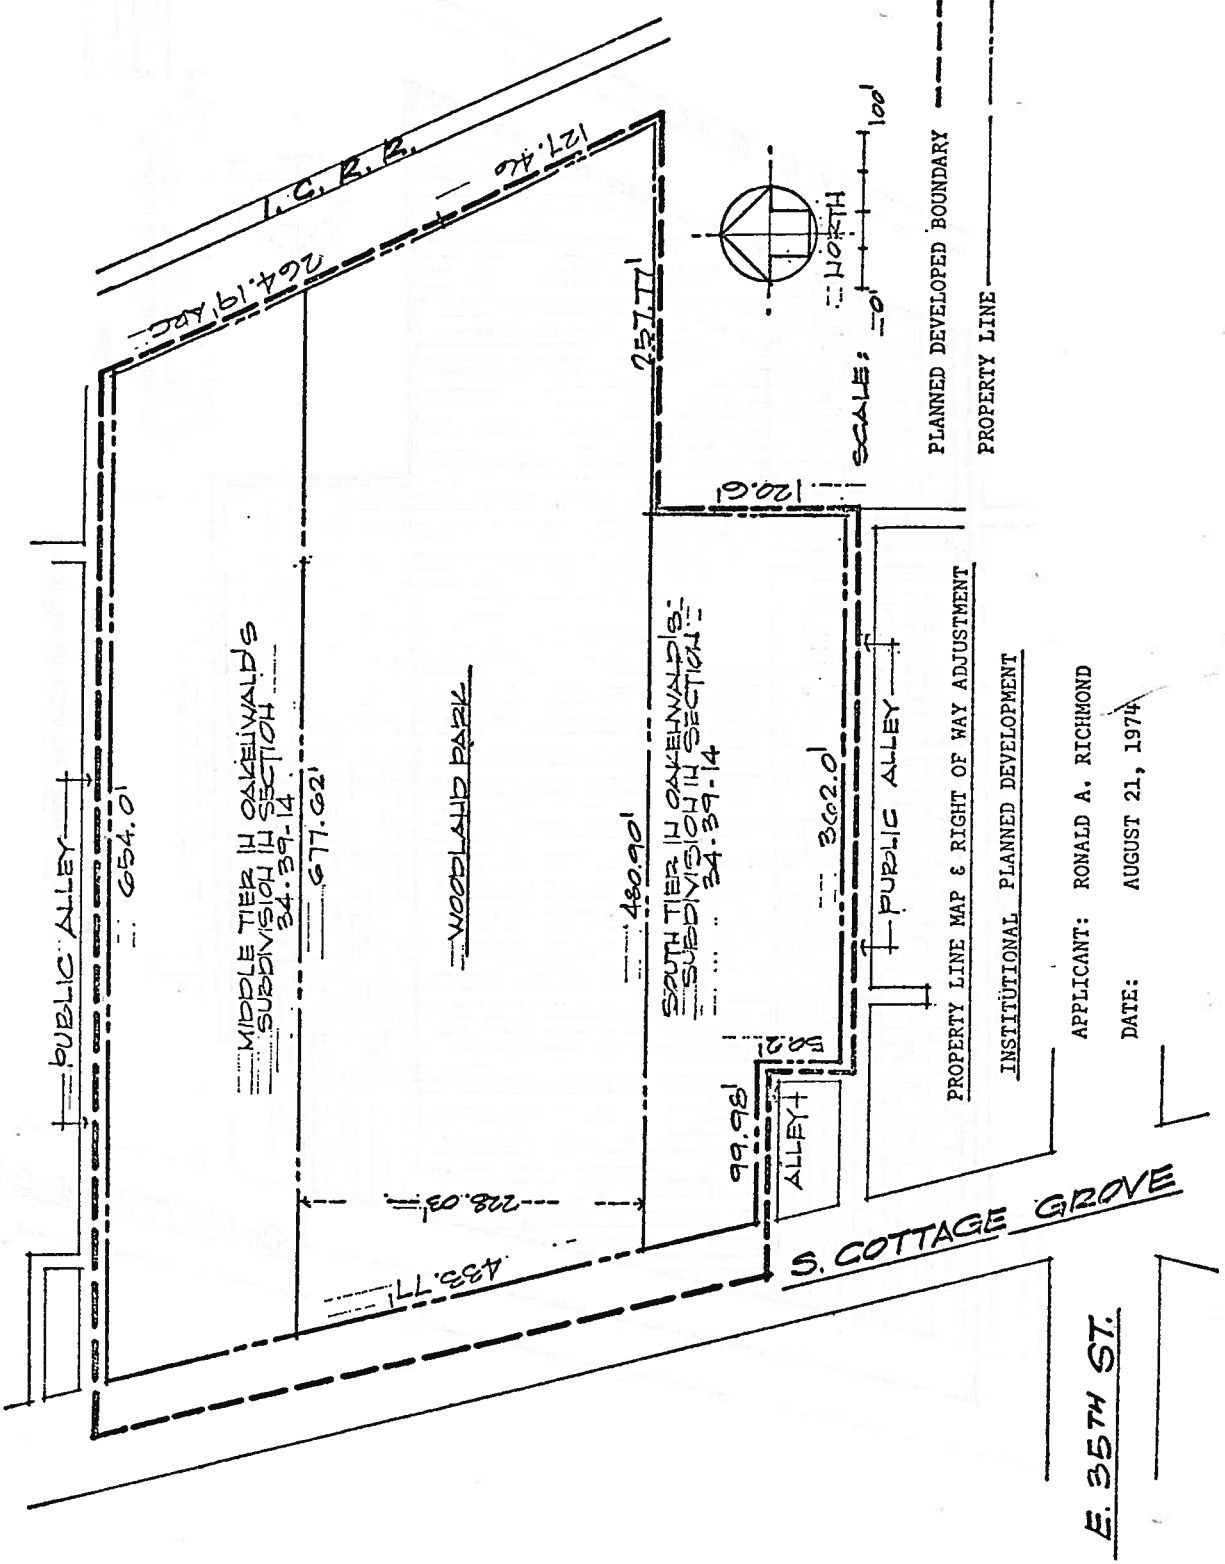 PUBLIC ALLEY
654.0'
I. C. R. R.
264.19' ARC
127.46
MIDDLE TIER IN OAKENWALD'S
SUBDIVISION IN SECTION
34-39-14
677.62'
WOODLAND PARK
228.03'
433.77'
480.90'
257.77'
SOUTH TIER IN OAKENWALD'S
SUBDIVISION IN SECTION
34-39-14
120.6'
362.0'
50.2'
99.98'
ALLEY
PUBLIC ALLEY
S. COTTAGE GROVE
E. 35TH ST.
NORTH
SCALE: 0' 100'
PLANNED DEVELOPED BOUNDARY
PROPERTY LINE
PROPERTY LINE MAP & RIGHT OF WAY ADJUSTMENT
INSTITUTIONAL PLANNED DEVELOPMENT
APPLICANT: RONALD A. RICHMOND
DATE: AUGUST 21, 1974